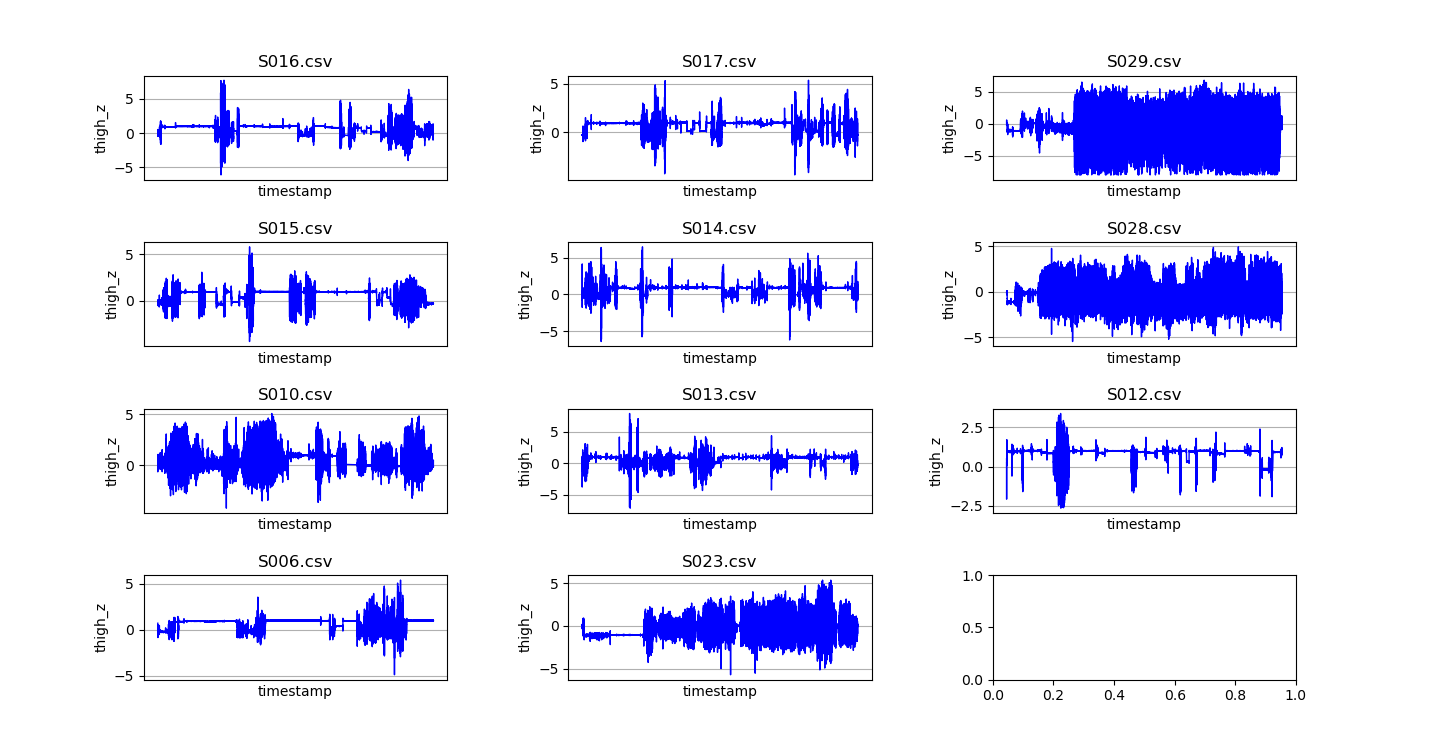 S016.csv
5
0
−5
thigh_z
timestamp
S017.csv
5
0
thigh_z
timestamp
S029.csv
5
0
−5
thigh_z
timestamp
S015.csv
5
0
thigh_z
timestamp
S014.csv
5
0
−5
thigh_z
timestamp
S028.csv
5
0
−5
thigh_z
timestamp
S010.csv
5
0
thigh_z
timestamp
S013.csv
5
0
−5
thigh_z
timestamp
S012.csv
2.5
0.0
−2.5
thigh_z
timestamp
S006.csv
5
0
−5
thigh_z
timestamp
S023.csv
5
0
−5
thigh_z
timestamp
1.0
0.5
0.0
0.0 0.2 0.4 0.6 0.8 1.0